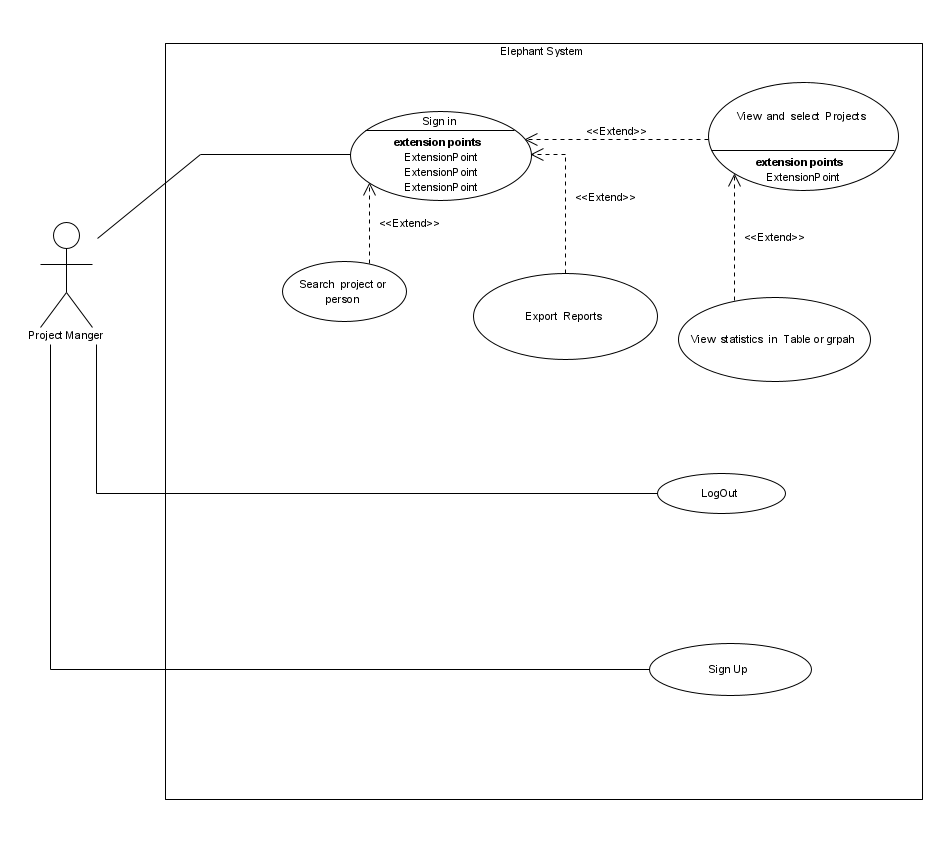 Elephant System
Sign in
extension points
ExtensionPoint
ExtensionPoint
ExtensionPoint
<<Extend>>
View and select Projects
extension points
ExtensionPoint
<<Extend>>
<<Extend>>
<<Extend>>
Search project or
person
Export Reports
View statistics in Table or grpah
Project Manger
LogOut
Sign Up